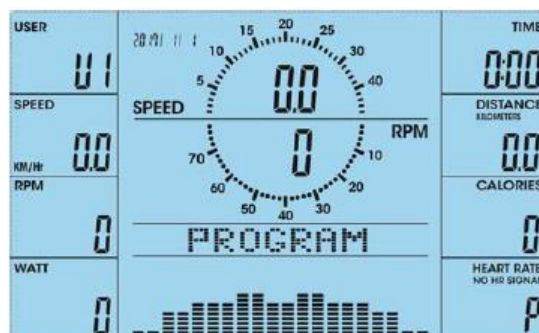 USER
U1
SPEED
0.0
KM/Hr
RPM
0
WATT
0
5
10
15
20
25
30
40
SPEED
0.0
RPM
0
70
60
50
40
30
20
10
PROGRAM
TIME
0:00
DISTANCE
KILOMETERS
0.0
CALORIES
0
HEART RATE
NO HR SIGNAL
P